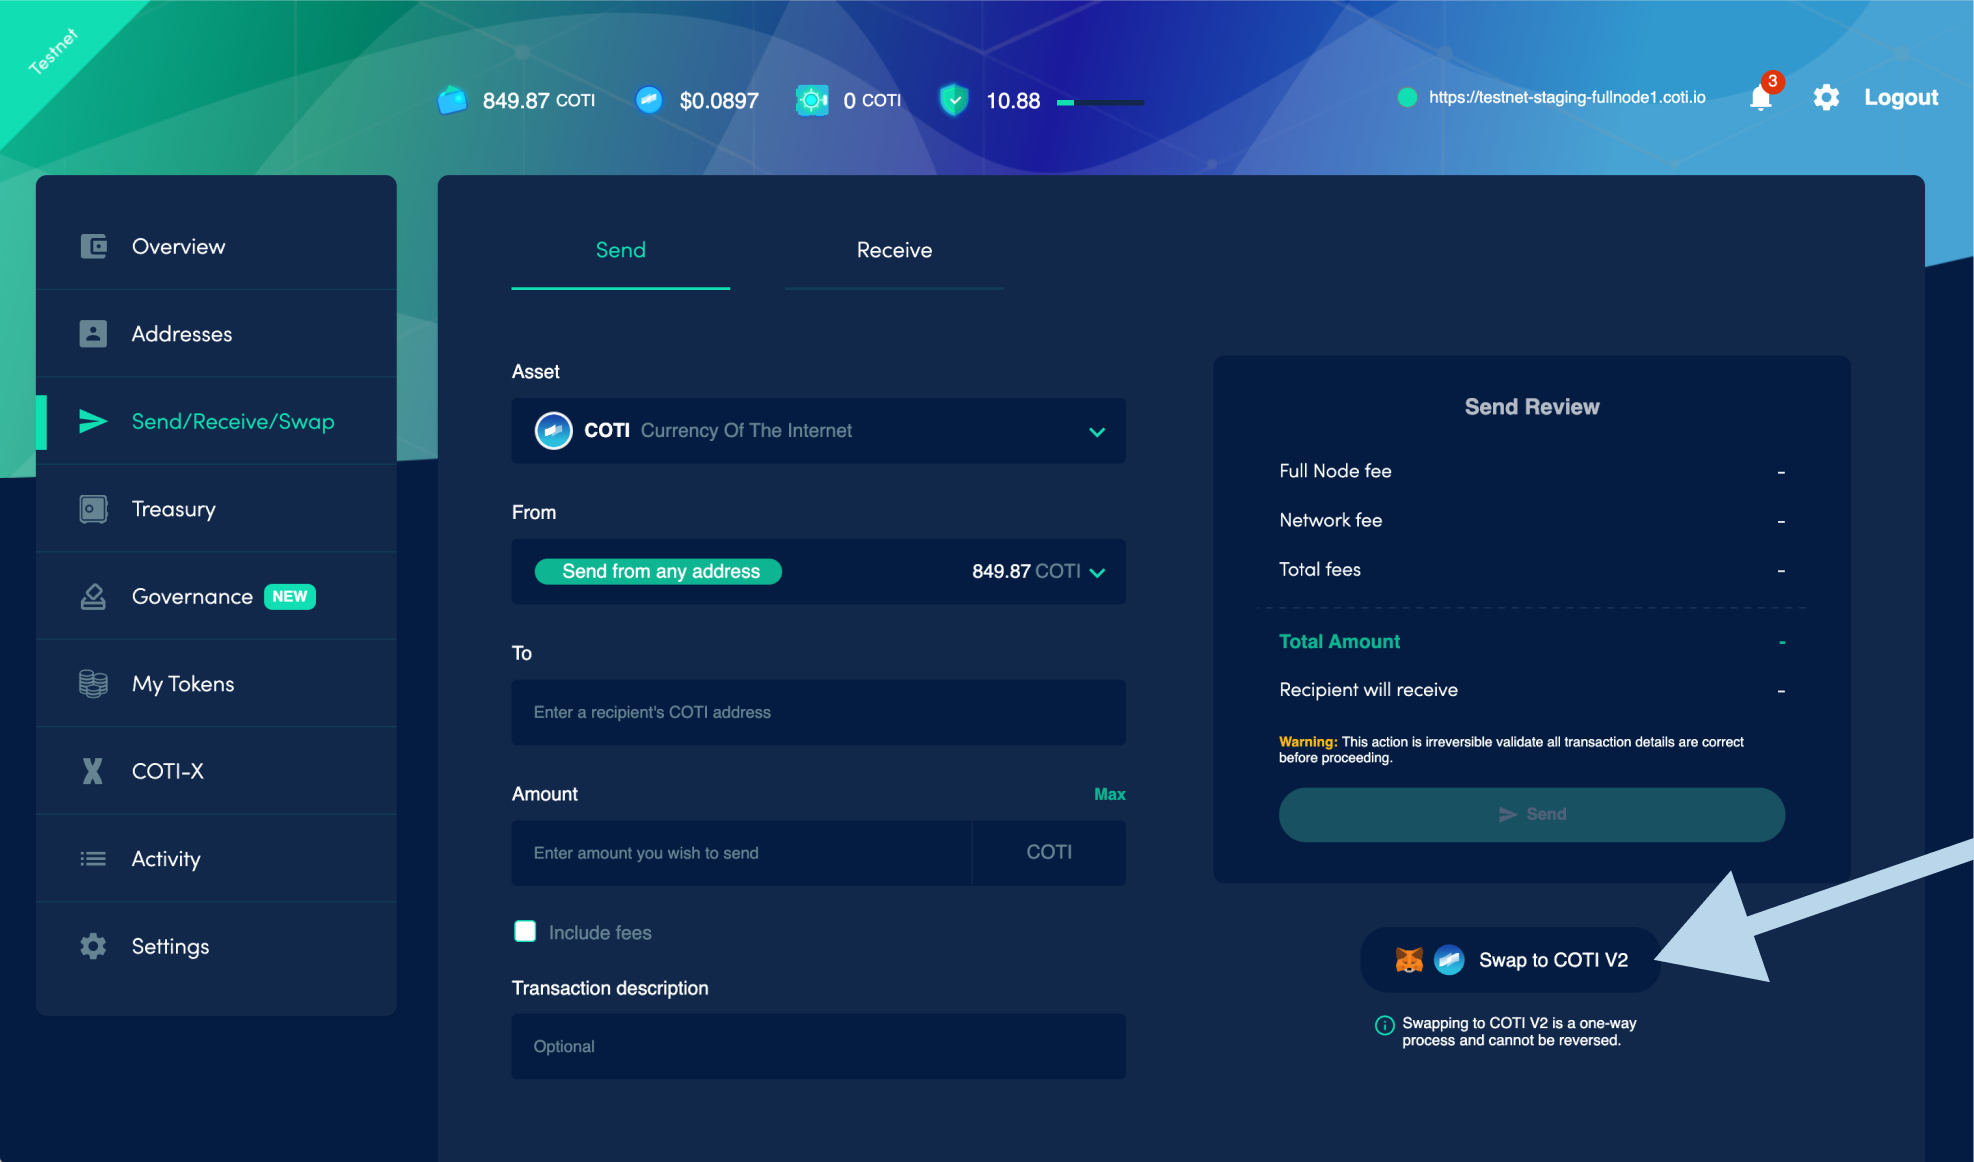 Testnet
849.87 COTI
$0.0897
0 COTI
10.88
https://testnet-staging-fullnode1.coti.io
3
Logout
Overview
Addresses
Send/Receive/Swap
Treasury
Governance NEW
My Tokens
COTI-X
Activity
Settings
Send
Receive
Asset
COTI Currency Of The Internet
From
Send from any address
849.87 COTI
To
Enter a recipient's COTI address
Amount
Max
Enter amount you wish to send
COTI
Include fees
Transaction description
Optional
Send Review
Full Node fee -
Network fee -
Total fees -
Total Amount -
Recipient will receive -
Warning: This action is irreversible validate all transaction details are correct
before proceeding.
Send
Swap to COTI V2
Swapping to COTI V2 is a one-way
process and cannot be reversed.